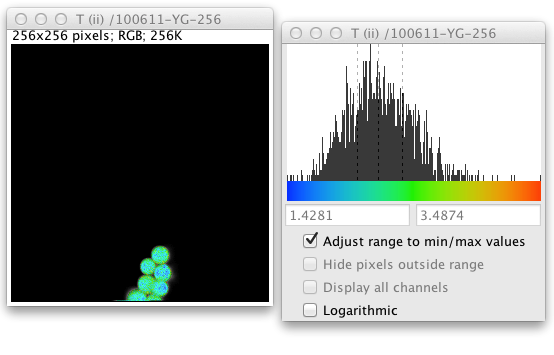 T (ii) /100611-YG-256
256x256 pixels; RGB; 256K
T (ii) /100611-YG-256
1.4281 3.4874
Adjust range to min/max values
Hide pixels outside range
Display all channels
Logarithmic